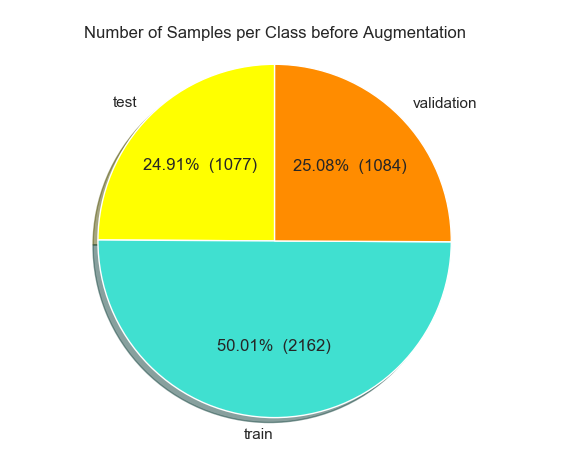 Number of Samples per Class before Augmentation
test
validation
24.91% (1077)
25.08% (1084)
50.01% (2162)
train